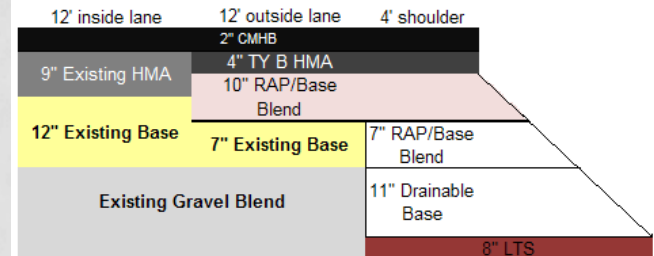 12' inside lane
12' outside lane
4' shoulder
2" CMHB
9" Existing HMA
4" TY B HMA
10" RAP/Base
Blend
12" Existing Base
7" Existing Base
7" RAP/Base
Blend
Existing Gravel Blend
11" Drainable
Base
8" LTS